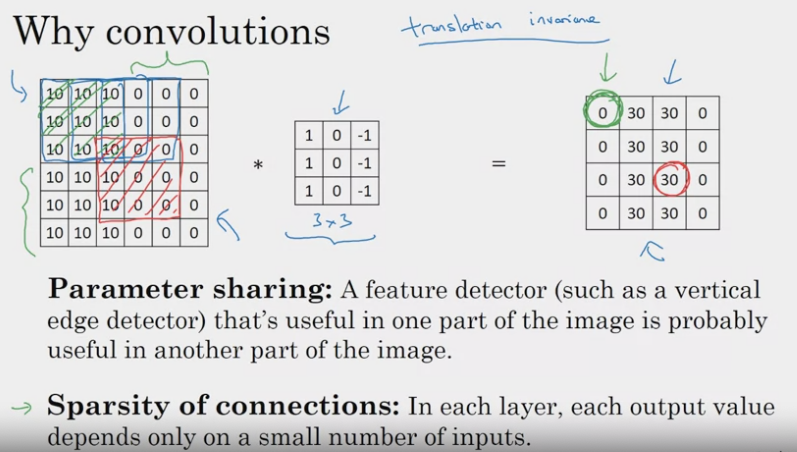 Why convolutions
translation invariance
10 10 10 0 0 0
10 10 10 0 0 0
10 10 10 0 0 0
10 10 10 0 0 0
10 10 10 0 0 0
10 10 10 0 0 0
*
1 0 -1
1 0 -1
1 0 -1
3x3
=
0 30 30 0
0 30 30 0
0 30 30 0
0 30 30 0
Parameter sharing: A feature detector (such as a vertical
edge detector) that's useful in one part of the image is probably
useful in another part of the image.
→ Sparsity of connections: In each layer, each output value
depends only on a small number of inputs.